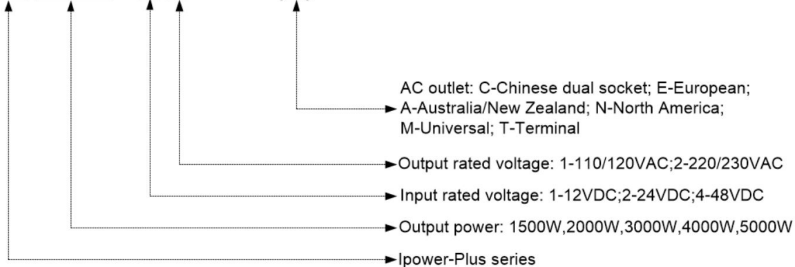 AC outlet: C-Chinese dual socket; E-European;
A-Australia/New Zealand; N-North America;
M-Universal; T-Terminal
Output rated voltage: 1-110/120VAC;2-220/230VAC
Input rated voltage: 1-12VDC;2-24VDC;4-48VDC
Output power: 1500W,2000W,3000W,4000W,5000W
Ipower-Plus series